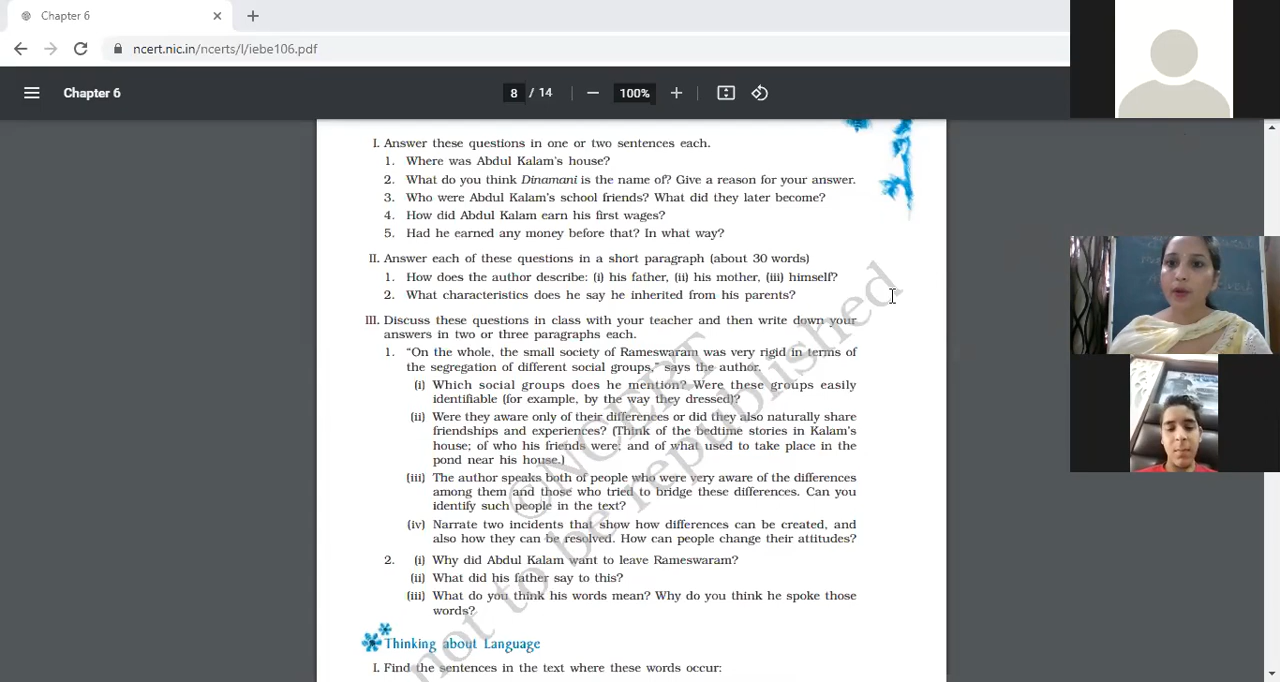 Chapter 6
ncert.nic.in/ncerts/l/iebe106.pdf
Chapter 6
8 / 14
100%
I. Answer these questions in one or two sentences each.
1. Where was Abdul Kalam's house?
2. What do you think Dinamani is the name of? Give a reason for your answer.
3. Who were Abdul Kalam's school friends? What did they later become?
4. How did Abdul Kalam earn his first wages?
5. Had he earned any money before that? In what way?
II. Answer each of these questions in a short paragraph (about 30 words)
1. How does the author describe: (i) his father, (ii) his mother, (iii) himself?
2. What characteristics does he say he inherited from his parents?
III. Discuss these questions in class with your teacher and then write down your
answers in two or three paragraphs each.
1. “On the whole, the small society of Rameswaram was very rigid in terms of
the segregation of different social groups,” says the author.
(i) Which social groups does he mention? Were these groups easily
identifiable (for example, by the way they dressed)?
(ii) Were they aware only of their differences or did they also naturally share
friendships and experiences? (Think of the bedtime stories in Kalam's
house; of who his friends were; and of what used to take place in the
pond near his house.)
(iii) The author speaks both of people who were very aware of the differences
among them and those who tried to bridge these differences. Can you
identify such people in the text?
(iv) Narrate two incidents that show how differences can be created, and
also how they can be resolved. How can people change their attitudes?
2. (i) Why did Abdul Kalam want to leave Rameswaram?
(ii) What did his father say to this?
(iii) What do you think his words mean? Why do you think he spoke those
words?
Thinking about Language
I. Find the sentences in the text where these words occur:
©NCERT
not to be republished